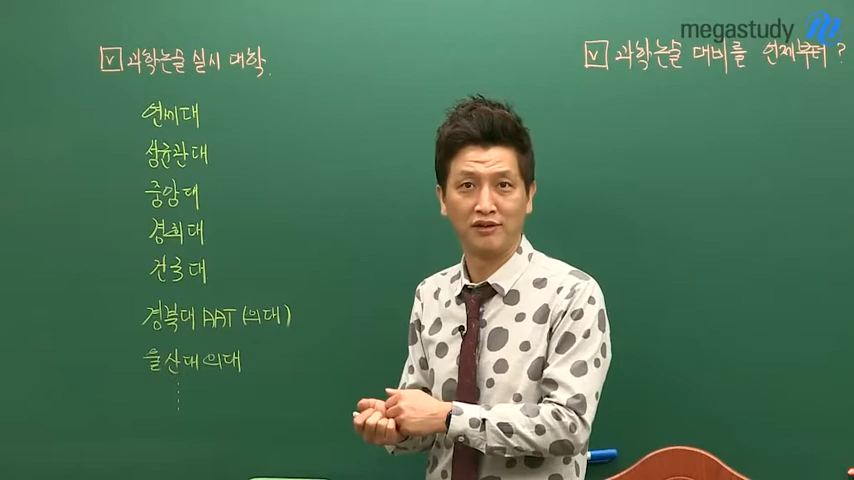 megastudy
☑ 과학논술 실시 대학.
☑ 과학논술 대비를 언제부터?
연세대
성균관대
중앙대
경희대
건국대
경북대 AAT (의대)
울산대 의대
⋮